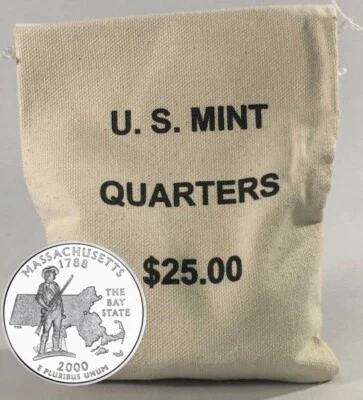 U. S. MINT
QUARTERS
$25.00
MASSACHUSETTS
1788
THE
BAY
STATE
2000
E PLURIBUS UNUM